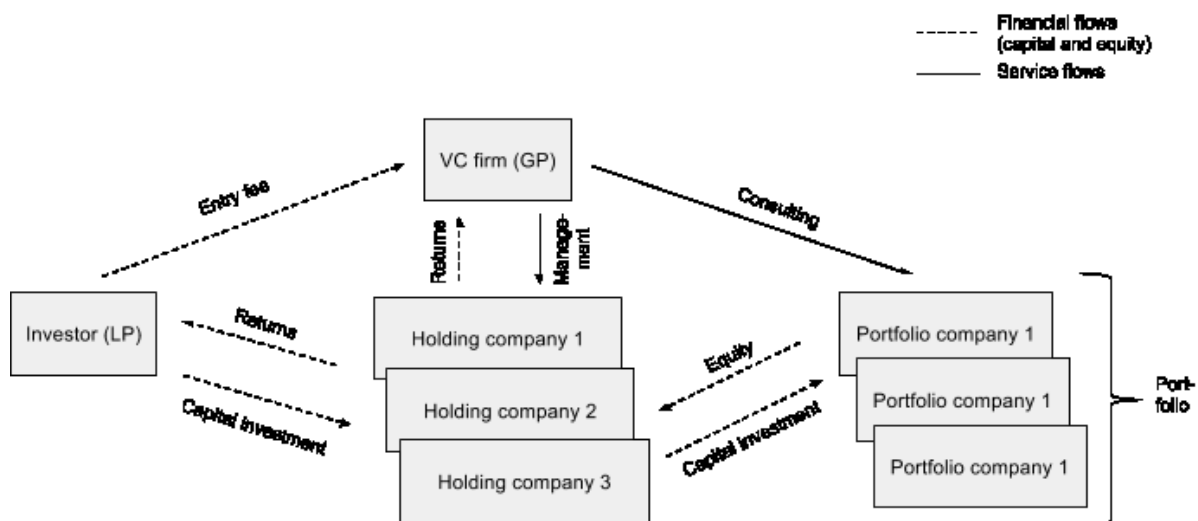 Financial flows
(capital and equity)
Service flows
VC firm (GP)
Entry fee
Consulting
Returns
Manage-
ment
Investor (LP)
Returns
Capital investment
Holding company 1
Holding company 2
Holding company 3
Equity
Capital investment
Portfolio company 1
Portfolio company 1
Portfolio company 1
Port-
folio